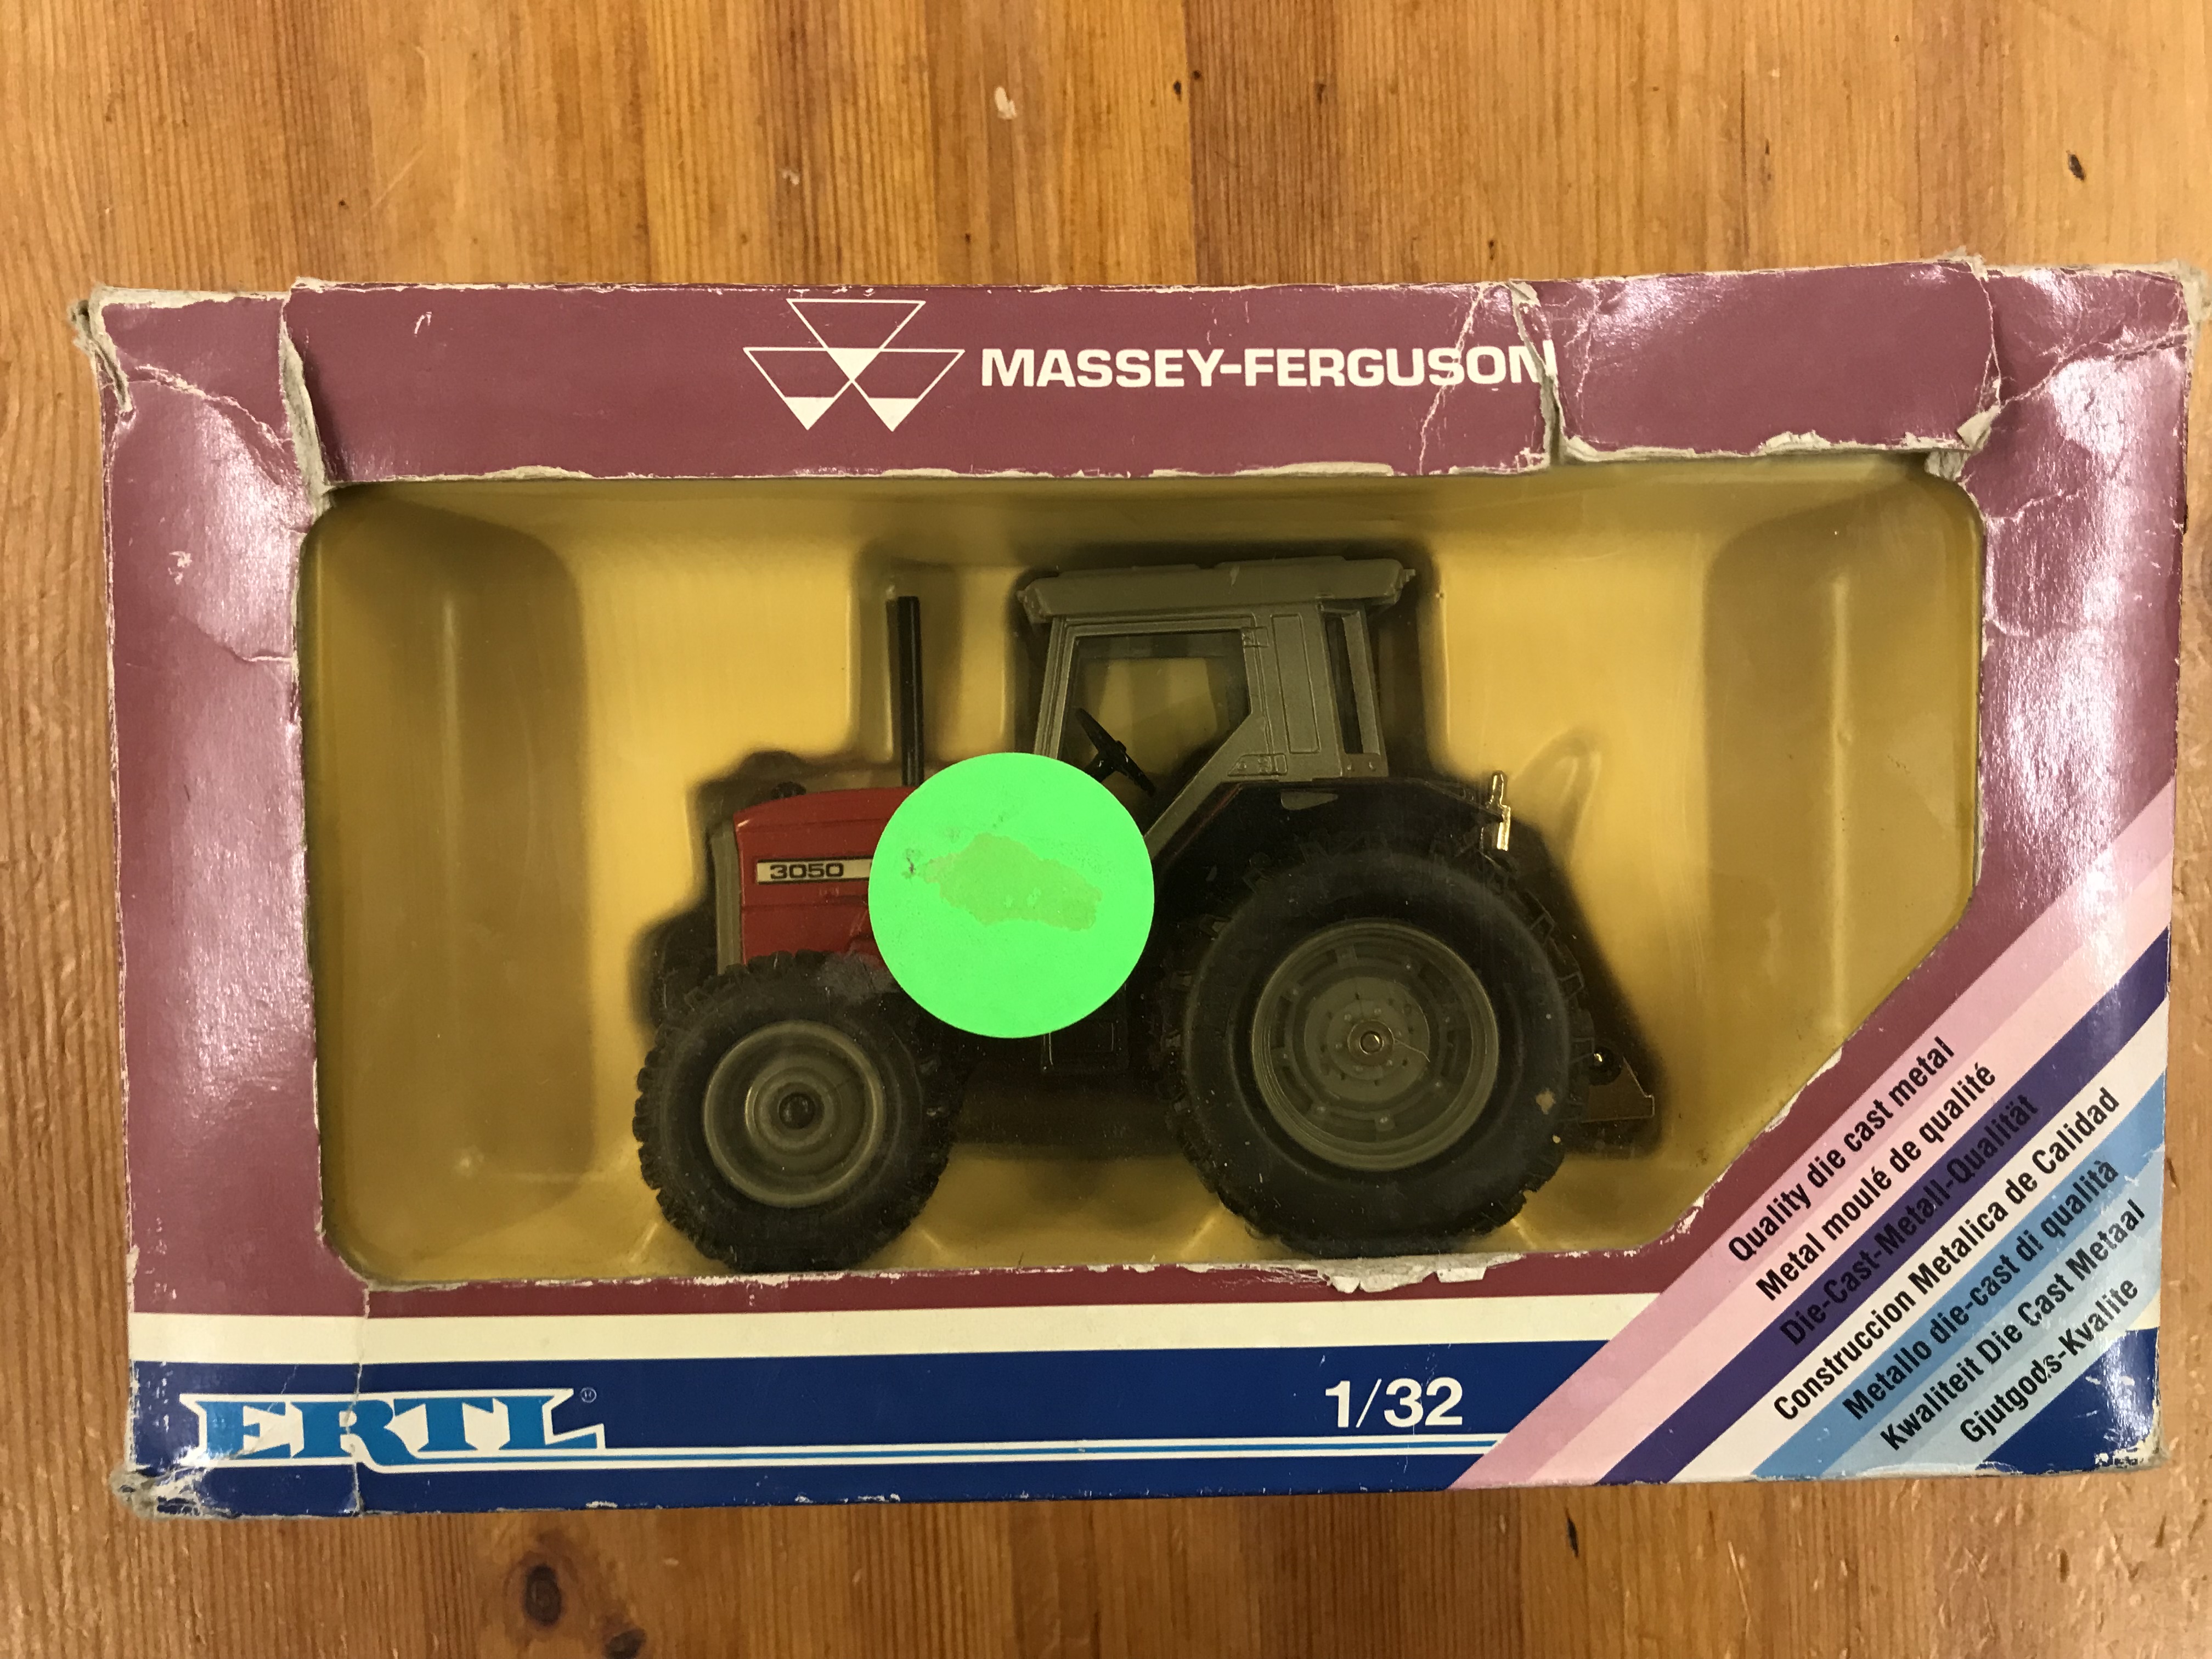 MASSEY-FERGUSON
3050
Quality die cast metal
Metal moulé de qualité
Die-Cast-Metall-Qualität
Construccion Metalica de Calidad
Metallo die-cast di qualità
Kwaliteit Die Cast Metaal
Gjutgods-Kvalite
ERTL®
1/32